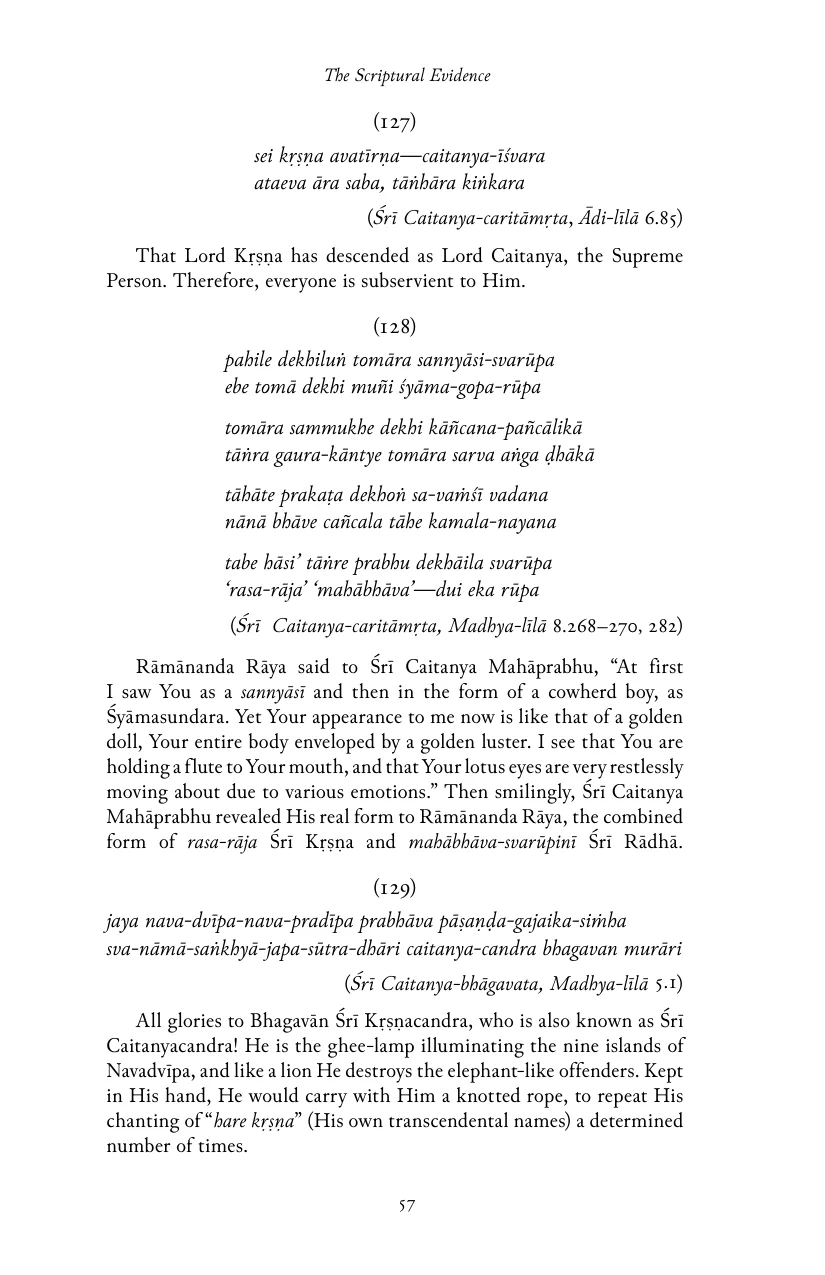 The Scriptural Evidence
(127)
sei kṛṣṇa avatīrṇa—caitanya-īśvara
ataeva āra saba, tāṅhāra kiṅkara
(Śrī Caitanya-caritāmṛta, Ādi-līlā 6.85)
That Lord Kṛṣṇa has descended as Lord Caitanya, the Supreme
Person. Therefore, everyone is subservient to Him.
(128)
pahile dekhiluṅ tomāra sannyāsi-svarūpa
ebe tomā dekhi muñi śyāma-gopa-rūpa
tomāra sammukhe dekhi kāñcana-pañcālikā
tāṅra gaura-kāntye tomāra sarva aṅga ḍhākā
tāhāte prakaṭa dekhoṅ sa-vaṁśī vadana
nānā bhāve cañcala tāhe kamala-nayana
tabe hāsi’ tāṅre prabhu dekhāila svarūpa
‘rasa-rāja’ ‘mahābhāva’—dui eka rūpa
(Śrī Caitanya-caritāmṛta, Madhya-līlā 8.268–270, 282)
Rāmānanda Rāya said to Śrī Caitanya Mahāprabhu, “At first
I saw You as a sannyāsī and then in the form of a cowherd boy, as
Śyāmasundara. Yet Your appearance to me now is like that of a golden
doll, Your entire body enveloped by a golden luster. I see that You are
holding a flute to Your mouth, and that Your lotus eyes are very restlessly
moving about due to various emotions.” Then smilingly, Śrī Caitanya
Mahāprabhu revealed His real form to Rāmānanda Rāya, the combined
form of rasa-rāja Śrī Kṛṣṇa and mahābhāva-svarūpinī Śrī Rādhā.
(129)
jaya nava-dvīpa-nava-pradīpa prabhāva pāṣaṇḍa-gajaika-siṁha
sva-nāmā-saṅkhyā-japa-sūtra-dhāri caitanya-candra bhagavan murāri
(Śrī Caitanya-bhāgavata, Madhya-līlā 5.1)
All glories to Bhagavān Śrī Kṛṣṇacandra, who is also known as Śrī
Caitanyacandra! He is the ghee-lamp illuminating the nine islands of
Navadvīpa, and like a lion He destroys the elephant-like offenders. Kept
in His hand, He would carry with Him a knotted rope, to repeat His
chanting of “hare kṛṣṇa” (His own transcendental names) a determined
number of times.
57